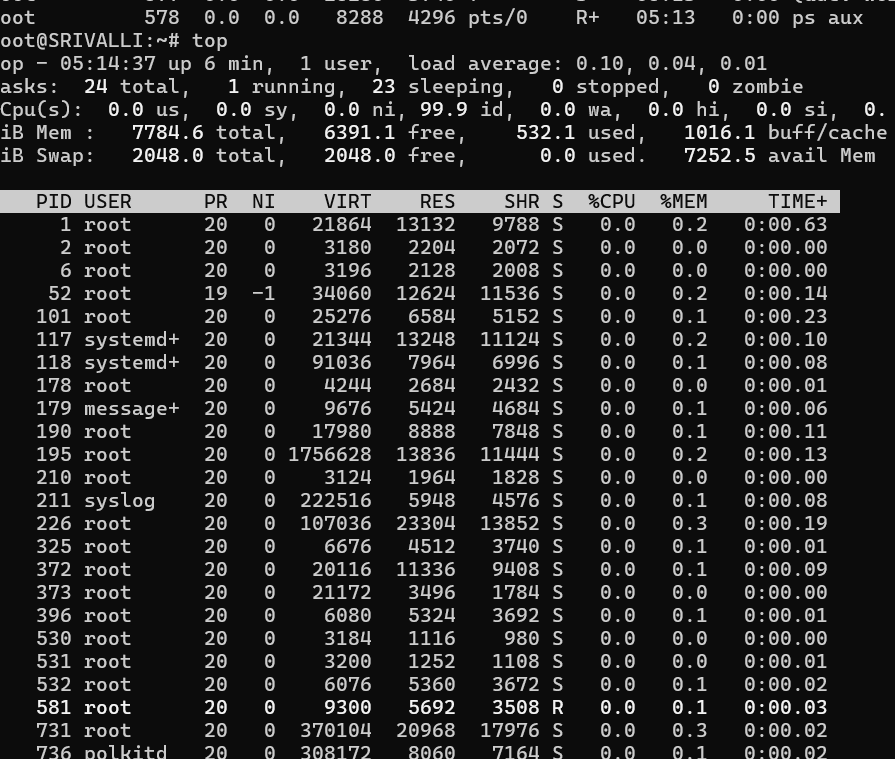 oot 578 0.0 0.0 8288 4296 pts/0 R+ 05:13 0:00 ps aux
oot@SRIVALLI:~# top
op - 05:14:37 up 6 min, 1 user, load average: 0.10, 0.04, 0.01
asks: 24 total, 1 running, 23 sleeping, 0 stopped, 0 zombie
Cpu(s): 0.0 us, 0.0 sy, 0.0 ni, 99.9 id, 0.0 wa, 0.0 hi, 0.0 si, 0.
iB Mem : 7784.6 total, 6391.1 free, 532.1 used, 1016.1 buff/cache
iB Swap: 2048.0 total, 2048.0 free, 0.0 used. 7252.5 avail Mem
PID USER PR NI VIRT RES SHR S %CPU %MEM TIME+
1 root 20 0 21864 13132 9788 S 0.0 0.2 0:00.63
2 root 20 0 3180 2204 2072 S 0.0 0.0 0:00.00
6 root 20 0 3196 2128 2008 S 0.0 0.0 0:00.00
52 root 19 -1 34060 12624 11536 S 0.0 0.2 0:00.14
101 root 20 0 25276 6584 5152 S 0.0 0.1 0:00.23
117 systemd+ 20 0 21344 13248 11124 S 0.0 0.2 0:00.10
118 systemd+ 20 0 91036 7964 6996 S 0.0 0.1 0:00.08
178 root 20 0 4244 2684 2432 S 0.0 0.0 0:00.01
179 message+ 20 0 9676 5424 4684 S 0.0 0.1 0:00.06
190 root 20 0 17980 8888 7848 S 0.0 0.1 0:00.11
195 root 20 0 1756628 13836 11444 S 0.0 0.2 0:00.13
210 root 20 0 3124 1964 1828 S 0.0 0.0 0:00.00
211 syslog 20 0 222516 5948 4576 S 0.0 0.1 0:00.08
226 root 20 0 107036 23304 13852 S 0.0 0.3 0:00.19
325 root 20 0 6676 4512 3740 S 0.0 0.1 0:00.01
372 root 20 0 20116 11336 9408 S 0.0 0.1 0:00.09
373 root 20 0 21172 3496 1784 S 0.0 0.0 0:00.00
396 root 20 0 6080 5324 3692 S 0.0 0.1 0:00.01
530 root 20 0 3184 1116 980 S 0.0 0.0 0:00.00
531 root 20 0 3200 1252 1108 S 0.0 0.0 0:00.01
532 root 20 0 6076 5360 3672 S 0.0 0.1 0:00.02
581 root 20 0 9300 5692 3508 R 0.0 0.1 0:00.03
731 root 20 0 370104 20968 17976 S 0.0 0.3 0:00.02
736 polkitd 20 0 308172 8060 7164 S 0.0 0.1 0:00.02